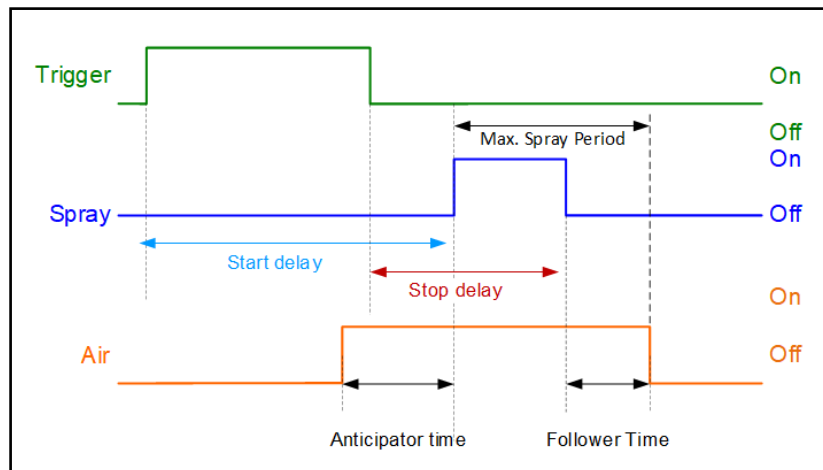 Trigger
On
Off
Max. Spray Period
On
Spray
Off
Start delay
Stop delay
On
Air
Off
Anticipator time
Follower Time